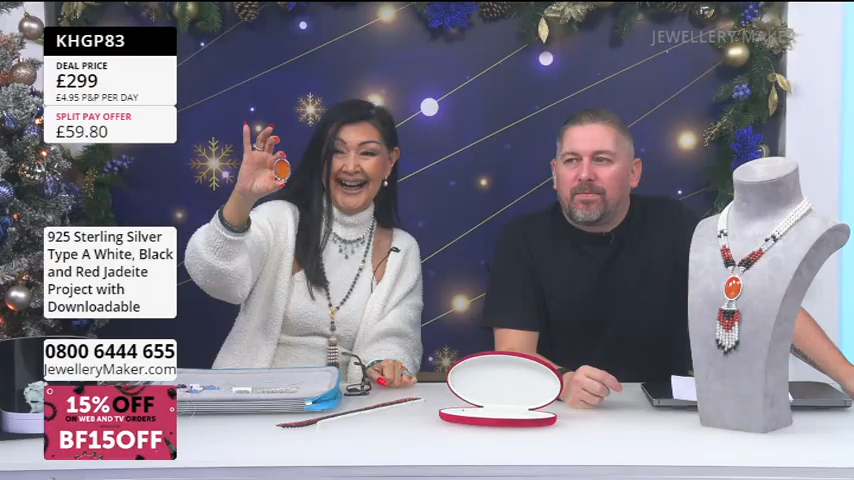 KHGP83
DEAL PRICE
£299
£4.95 P&P PER DAY
SPLIT PAY OFFER
£59.80
925 Sterling Silver
Type A White, Black
and Red Jadeite
Project with
Downloadable
0800 6444 655
JewelleryMaker.com
15% OFF
ON WEB AND TV ORDERS
BF15OFF
JEWELLERY MAKER